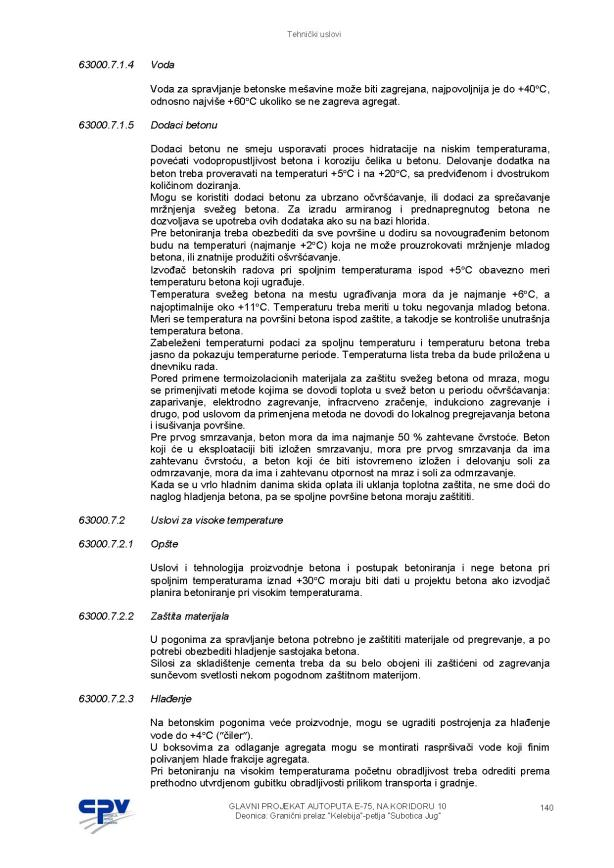 Tehnički uslovi
63000.7.1.4 Voda
Voda za spravljanje betonske mešavine može biti zagrejana, najpovoljnija je do +40°C,
odnosno najviše +60°C ukoliko se ne zagreva agregat.
63000.7.1.5 Dodaci betonu
Dodaci betonu ne smeju usporavati proces hidratacije na niskim temperaturama,
povećati vodopropustljivost betona i koroziju čelika u betonu. Delovanje dodatka na
beton treba proveravati na temperaturi +5°C i na +20°C, sa predviđenom i dvostrukom
količinom doziranja.
Mogu se koristiti dodaci betonu za ubrzano očvršćavanje, ili dodaci za sprečavanje
mržnjenja svežeg betona. Za izradu armiranog i prednapregnutog betona ne
dozvoljava se upotreba ovih dodataka ako su na bazi hlorida.
Pre betoniranja treba obezbediti da sve površine u dodiru sa novougrađenim betonom
budu na temperaturi (najmanje +2°C) koja ne može prouzrokovati mržnjenje mladog
betona, ili znatnije produžiti ošvršćavanje.
Izvođač betonskih radova pri spoljnim temperaturama ispod +5°C obavezno meri
temperaturu betona koji ugrađuje.
Temperatura svežeg betona na mestu ugrađivanja mora da je najmanje +6°C, a
najoptimalnije oko +11°C. Temperaturu treba meriti u toku negovanja mladog betona.
Meri se temperatura na površini betona ispod zaštite, a takodje se kontroliše unutrašnja
temperatura betona.
Zabeleženi temperaturni podaci za spoljnu temperaturu i temperaturu betona treba
jasno da pokazuju temperaturne periode. Temperaturna lista treba da bude priložena u
dnevniku rada.
Pored primene termoizolacionih materijala za zaštitu svežeg betona od mraza, mogu
se primenjivati metode kojima se dovodi toplota u svež beton u periodu očvršćavanja:
zaparivanje, elektrodno zagrevanje, infracrveno zračenje, indukciono zagrevanje i
drugo, pod uslovom da primenjena metoda ne dovodi do lokalnog pregrejavanja betona
i isušivanja površine.
Pre prvog smrzavanja, beton mora da ima najmanje 50 % zahtevane čvrstoće. Beton
koji će u eksploataciji biti izložen smrzavanju, mora pre prvog smrzavanja da ima
zahtevanu čvrstoću, a beton koji će biti istovremeno izložen i delovanju soli za
odmrzavanje, mora da ima i zahtevanu otpornost na mraz i soli za odmrzavanje.
Kada se u vrlo hladnim danima skida oplata ili uklanja toplotna zaštita, ne sme doći do
naglog hladjenja betona, pa se spoljne površine betona moraju zaštititi.
63000.7.2 Uslovi za visoke temperature
63000.7.2.1 Opšte
Uslovi i tehnologija proizvodnje betona i postupak betoniranja i nege betona pri
spoljnim temperaturama iznad +30°C moraju biti dati u projektu betona ako izvodjač
planira betoniranje pri visokim temperaturama.
63000.7.2.2 Zaštita materijala
U pogonima za spravljanje betona potrebno je zaštititi materijale od pregrevanje, a po
potrebi obezbediti hladjenje sastojaka betona.
Silosi za skladištenje cementa treba da su belo obojeni ili zaštićeni od zagrevanja
sunčevom svetlosti nekom pogodnom zaštitnom materijom.
63000.7.2.3 Hlađenje
Na betonskim pogonima veće proizvodnje, mogu se ugraditi postrojenja za hlađenje
vode do +4°C ("čiler").
U boksovima za odlaganje agregata mogu se montirati raspršivači vode koji finim
polivanjem hlade frakcije agregata.
Pri betoniranju na visokim temperaturama početnu obradljivost treba odrediti prema
prethodno utvrdjenom gubitku obradljivosti prilikom transporta i gradnje.
CPV
GLAVNI PROJEKAT AUTOPUTA E-75, NA KORIDORU 10
Deonica: Granični prelaz "Kelebija"-petlja "Subotica Jug"
140